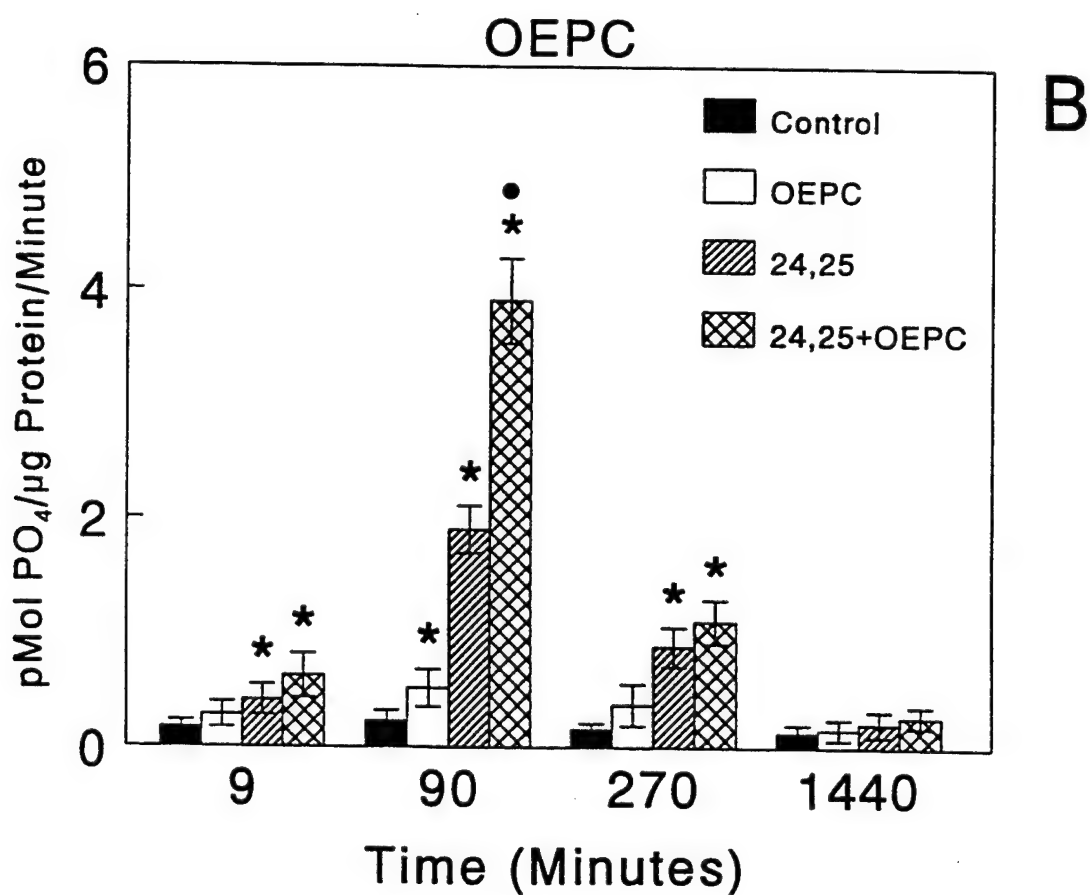 OEPC
B
6
4
2
0
pMol PO₄/µg Protein/Minute
Control
OEPC
24,25
24,25+OEPC
●
*
*
*
*
*
*
*
9 90 270 1440
Time (Minutes)